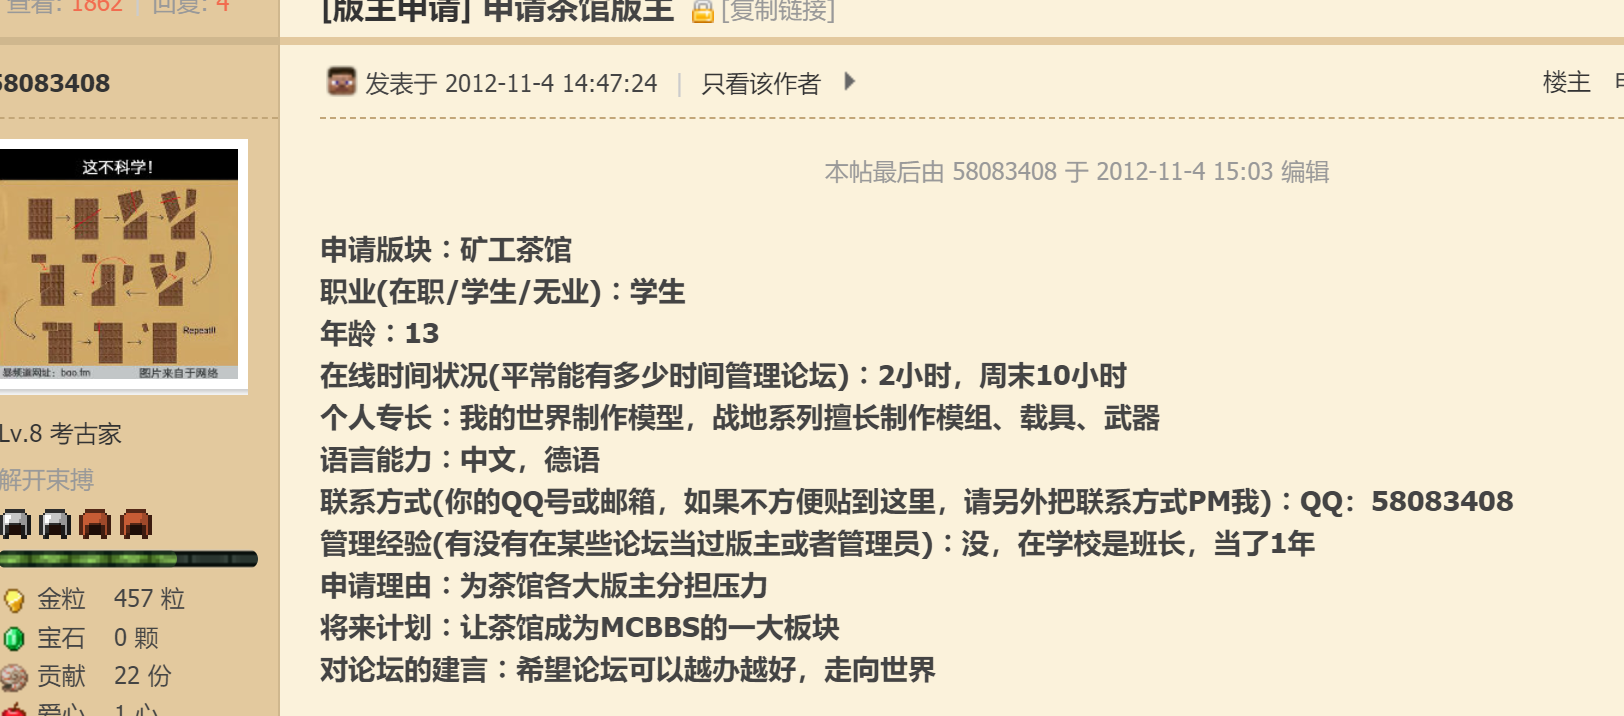 查看: 1862 回复: 4
[版主申请] 申请茶馆版主 [复制链接]
58083408
发表于 2012-11-4 14:47:24 | 只看该作者
楼主
这不科学！
Repeat!!
暴频道网址：bao.fm 图片来自于网络
Lv.8 考古家
解开束搏
金粒 457 粒
宝石 0 颗
贡献 22 份
爱心 1 心
本帖最后由 58083408 于 2012-11-4 15:03 编辑
申请版块：矿工茶馆
职业(在职/学生/无业)：学生
年龄：13
在线时间状况(平常能有多少时间管理论坛)：2小时，周末10小时
个人专长：我的世界制作模型，战地系列擅长制作模组、载具、武器
语言能力：中文，德语
联系方式(你的QQ号或邮箱，如果不方便贴到这里，请另外把联系方式PM我)：QQ：58083408
管理经验(有没有在某些论坛当过版主或者管理员)：没，在学校是班长，当了1年
申请理由：为茶馆各大版主分担压力
将来计划：让茶馆成为MCBBS的一大板块
对论坛的建言：希望论坛可以越办越好，走向世界